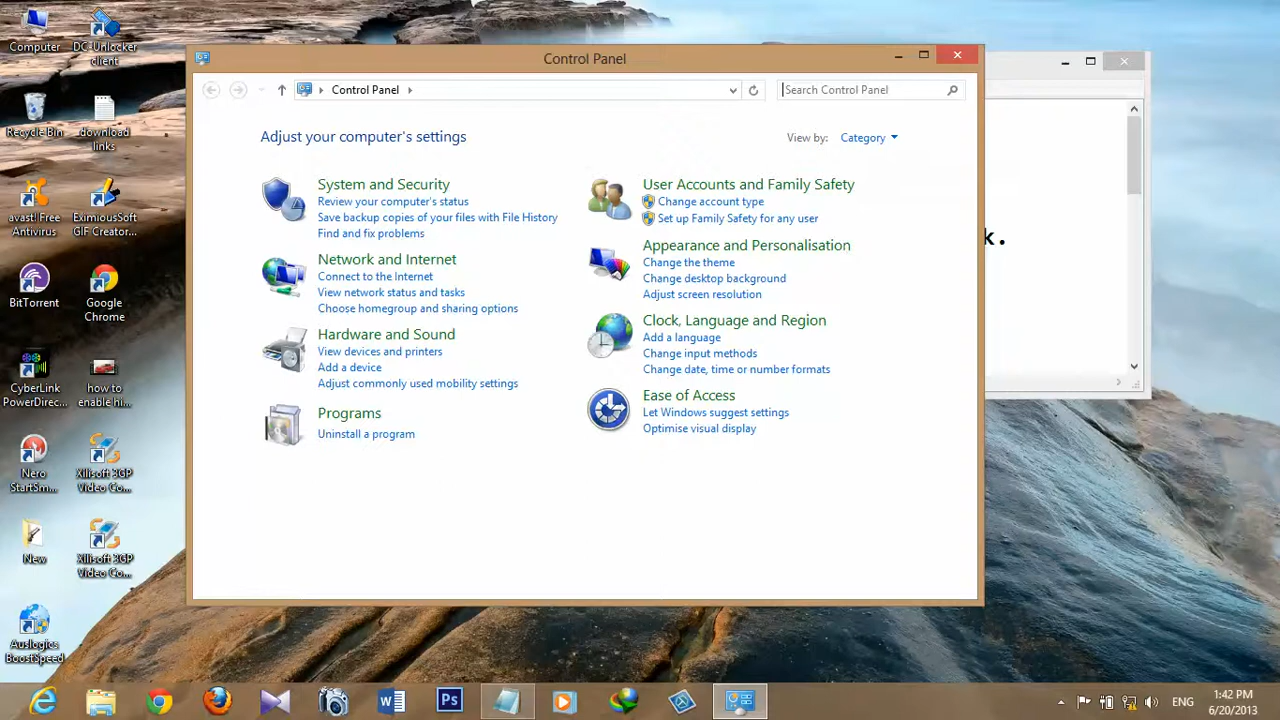 Computer
DC-Unlocker
client
Recycle Bin
download
links
avast! Free
Antivirus
EximiousSoft
GIF Creator...
BitTorrent
Google
Chrome
CyberLink
PowerDirec...
how to
enable hi...
Nero
StartSm...
Xilisoft 3GP
Video Co...
New
Xilisoft 3GP
Video Co...
Auslogics
BoostSpeed
Control Panel
Control Panel
Search Control Panel
Adjust your computer's settings
View by: Category
System and Security
Review your computer's status
Save backup copies of your files with File History
Find and fix problems
Network and Internet
Connect to the Internet
View network status and tasks
Choose homegroup and sharing options
Hardware and Sound
View devices and printers
Add a device
Adjust commonly used mobility settings
Programs
Uninstall a program
User Accounts and Family Safety
Change account type
Set up Family Safety for any user
Appearance and Personalisation
Change the theme
Change desktop background
Adjust screen resolution
Clock, Language and Region
Add a language
Change input methods
Change date, time or number formats
Ease of Access
Let Windows suggest settings
Optimise visual display
k.
Ps
ENG
1:42 PM
6/20/2013